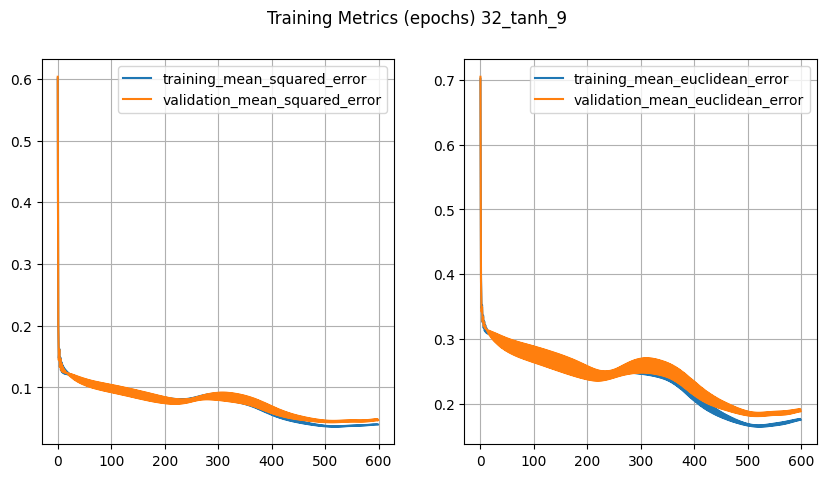 Training Metrics (epochs) 32_tanh_9
training_mean_squared_error
validation_mean_squared_error
0.6
0.5
0.4
0.3
0.2
0.1
0 100 200 300 400 500 600
training_mean_euclidean_error
validation_mean_euclidean_error
0.7
0.6
0.5
0.4
0.3
0.2
0 100 200 300 400 500 600